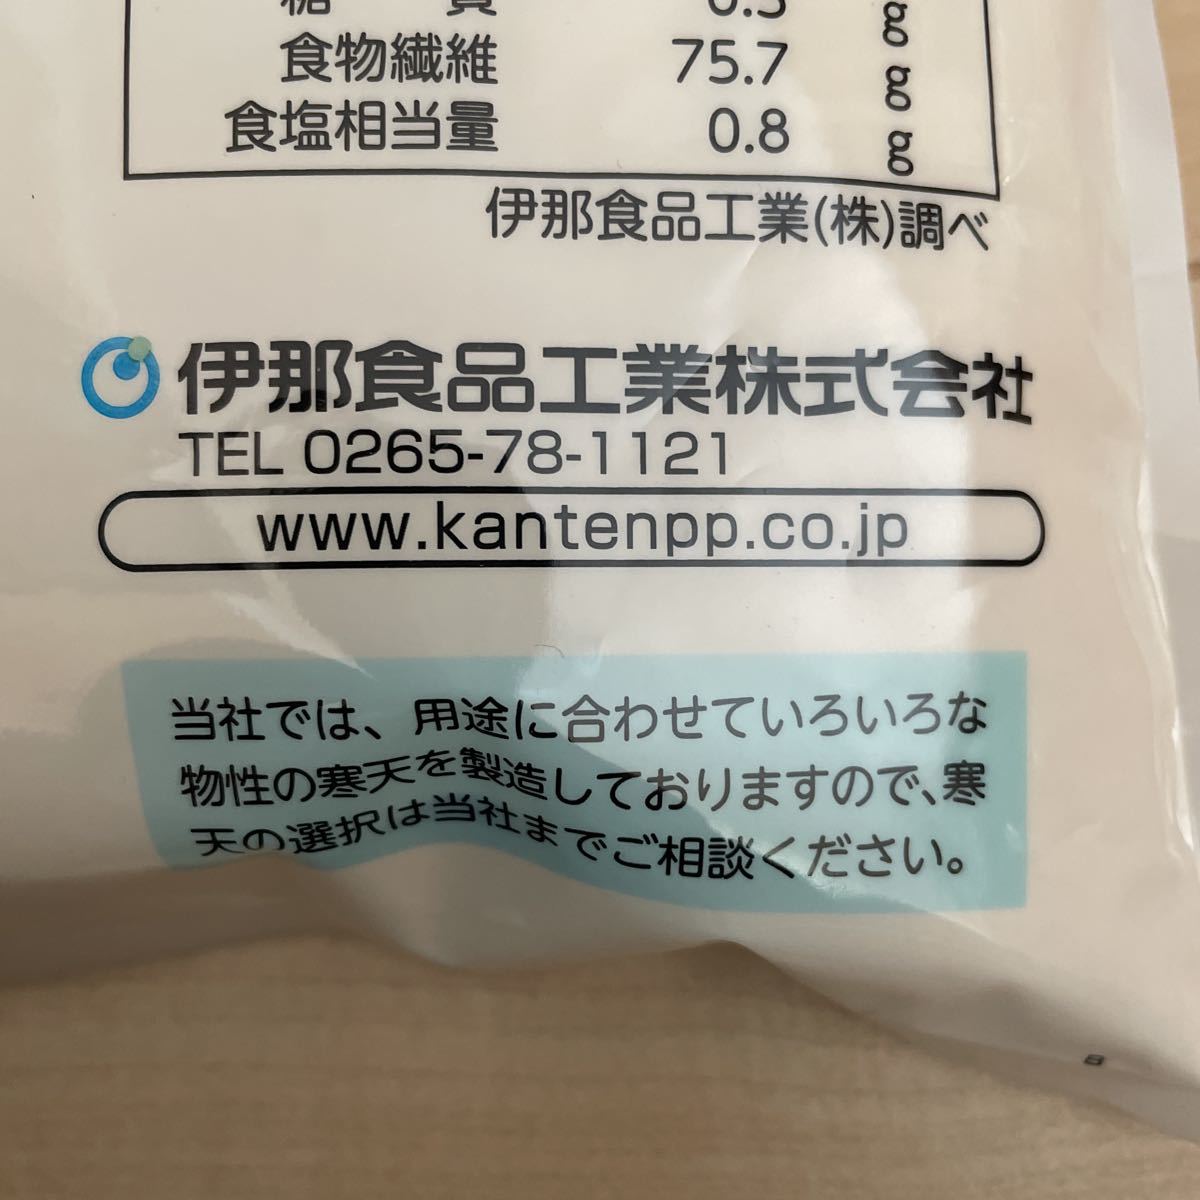 糖質 0.5 g
食物繊維 75.7 g
食塩相当量 0.8 g
伊那食品工業(株)調べ
伊那食品工業株式会社
TEL 0265-78-1121
www.kantenpp.co.jp
当社では、用途に合わせていろいろな
物性の寒天を製造しておりますので、寒
天の選択は当社までご相談ください。